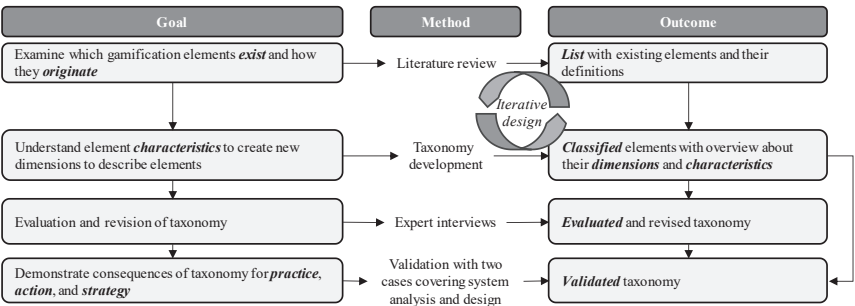 Goal
Method
Outcome
Examine which gamification elements exist and how
they originate
Literature review
List with existing elements and their
definitions
Iterative
design
Understand element characteristics to create new
dimensions to describe elements
Taxonomy
development
Classified elements with overview about
their dimensions and characteristics
Evaluation and revision of taxonomy
Expert interviews
Evaluated and revised taxonomy
Demonstrate consequences of taxonomy for practice,
action, and strategy
Validation with two
cases covering system
analysis and design
Validated taxonomy